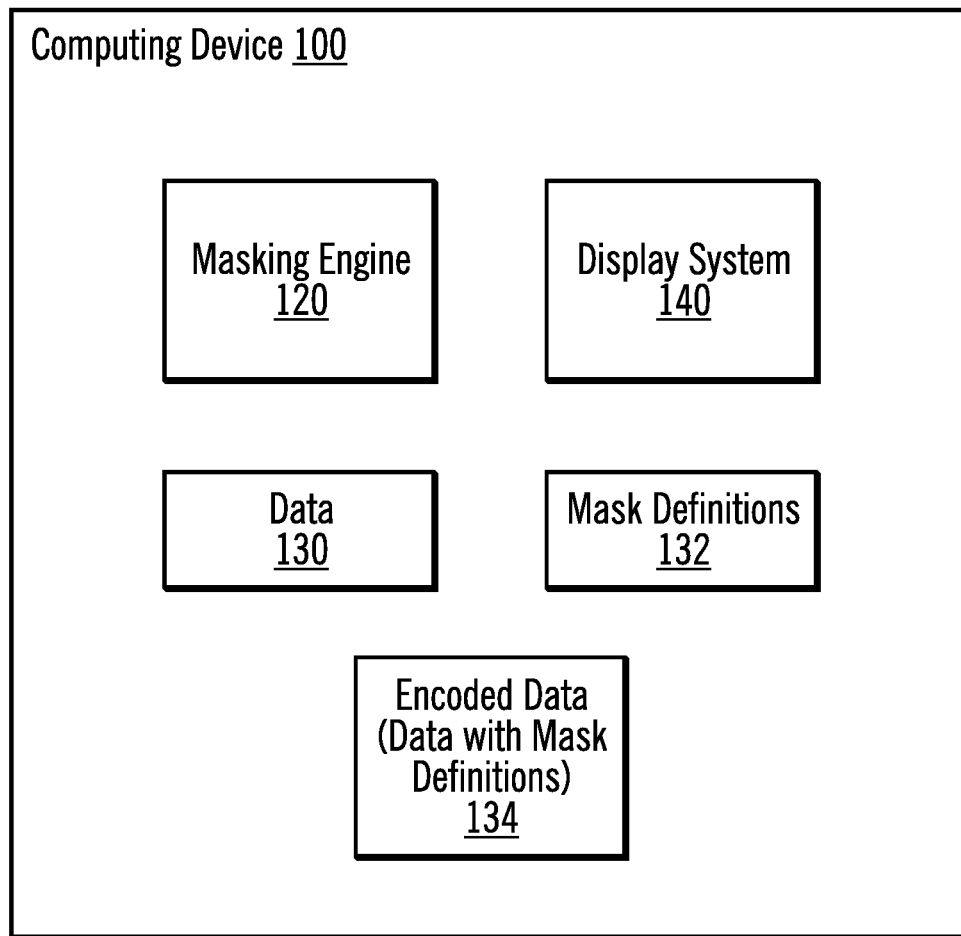 Computing Device 100
Masking Engine
120
Display System
140
Data
130
Mask Definitions
132
Encoded Data
(Data with Mask
Definitions)
134